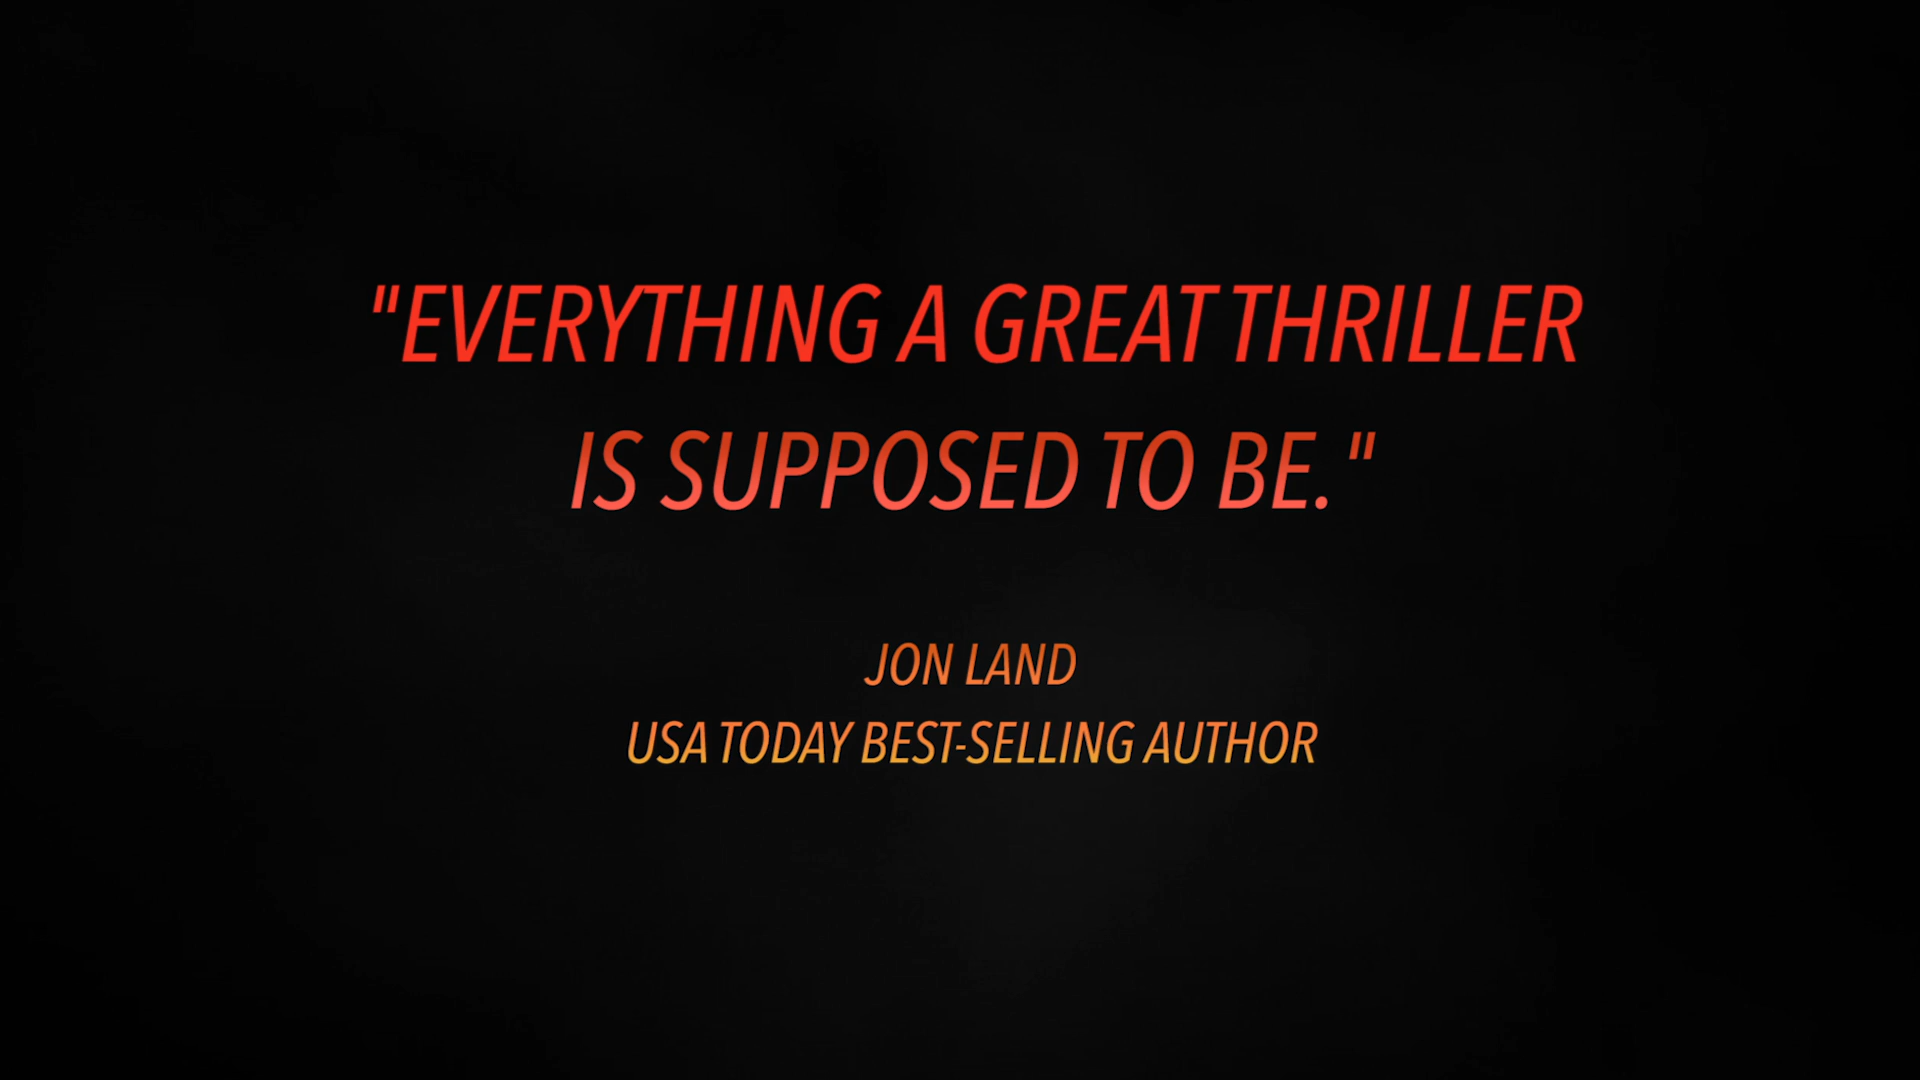 "EVERYTHING A GREAT THRILLER
IS SUPPOSED TO BE."
JON LAND
USA TODAY BEST-SELLING AUTHOR